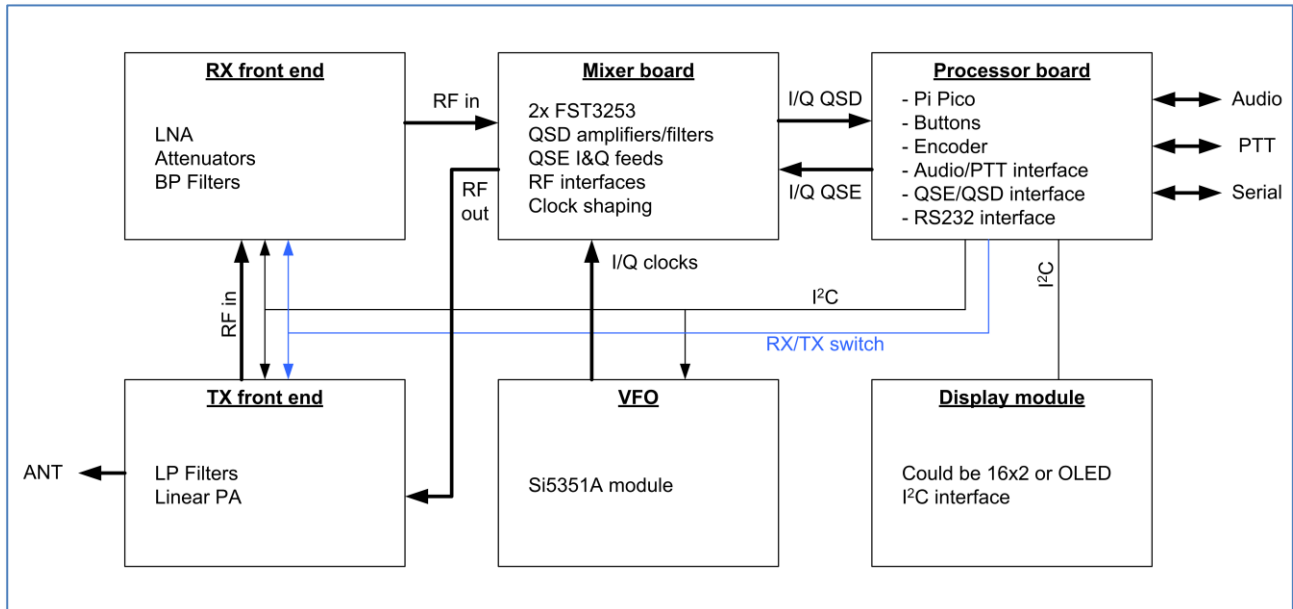 RX front end
LNA
Attenuators
BP Filters
RF in
Mixer board
2x FST3253
QSD amplifiers/filters
QSE I&Q feeds
RF interfaces
Clock shaping
I/Q QSD
I/Q QSE
Processor board
- Pi Pico
- Buttons
- Encoder
- Audio/PTT interface
- QSE/QSD interface
- RS232 interface
Audio
PTT
Serial
RF
out
RF in
I/Q clocks
I²C
I²C
RX/TX switch
TX front end
LP Filters
Linear PA
ANT
VFO
Si5351A module
Display module
Could be 16x2 or OLED
I²C interface